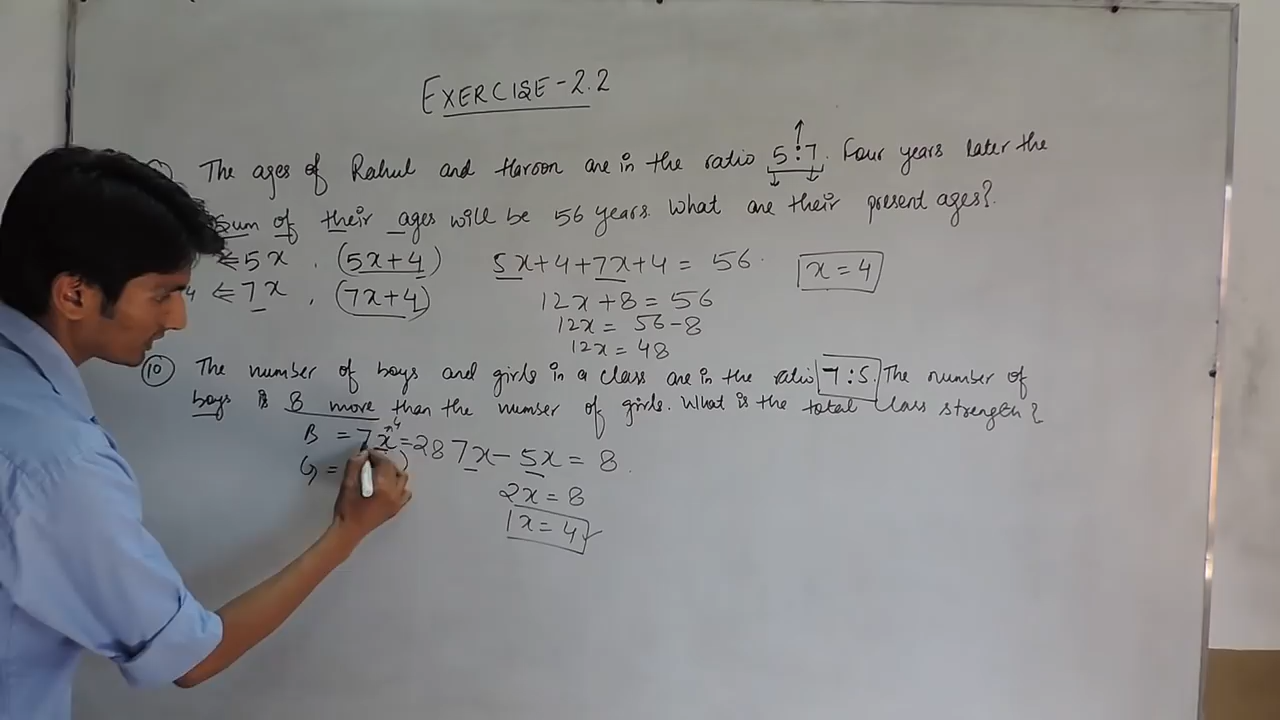 EXERCISE-2.2
The ages of Rahul and Haroon are in the ratio 5:7. Four years later the
Sum of their ages will be 56 years. What are their present ages?
⇐ 5x . (5x+4) 5x+4+7x+4 = 56. x=4
4 ⇐ 7x . (7x+4) 12x+8=56
12x = 56-8
12x = 48
10 The number of boys and girls in a class are in the ratio 7:5. The number of
boys is 8 more than the number of girls. What is the total class strength?
B = 7x=28 7x-5x=8.
4
G =
2x=8
1x=4